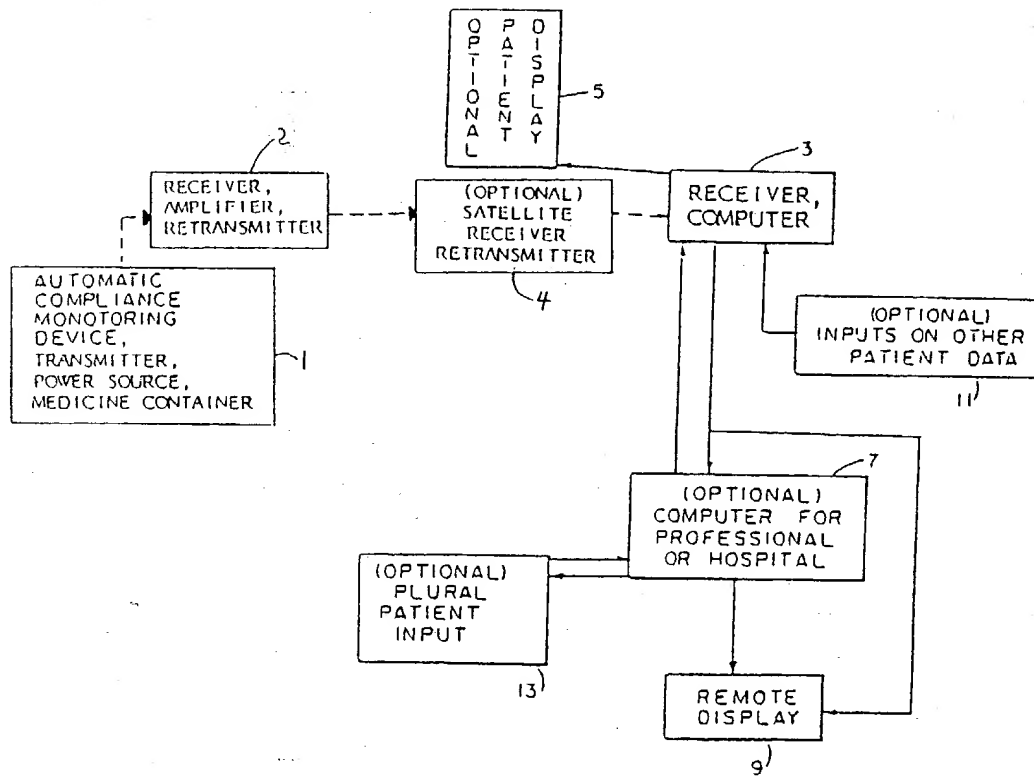 OPTIONAL
PATIENT
DISPLAY
5
2
3
RECEIVER,
AMPLIFIER,
RETRANSMITTER
(OPTIONAL)
SATELLITE
RECEIVER
RETRANSMITTER
4
RECEIVER,
COMPUTER
AUTOMATIC
COMPLIANCE
MONOTORING
DEVICE,
TRANSMITTER,
POWER SOURCE,
MEDICINE CONTAINER
1
(OPTIONAL)
INPUTS ON OTHER
PATIENT DATA
11
7
(OPTIONAL)
COMPUTER FOR
PROFESSIONAL
OR HOSPITAL
(OPTIONAL)
PLURAL
PATIENT
INPUT
13
REMOTE
DISPLAY
9